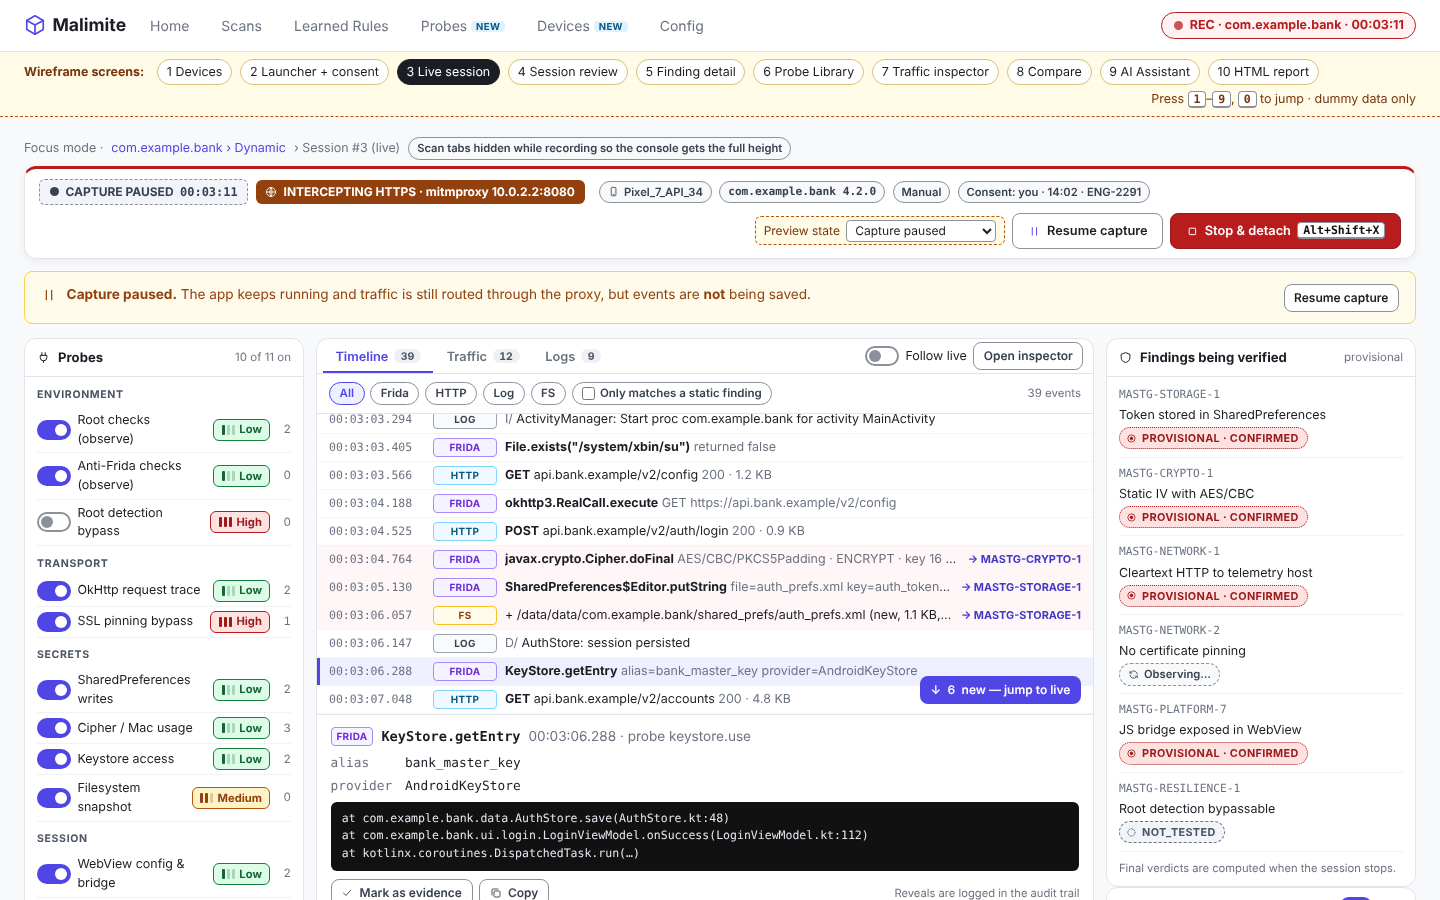 Malimite Home Scans Learned Rules Probes NEW Devices NEW Config REC · com.example.bank · 00:03:11
Wireframe screens: 1 Devices 2 Launcher + consent 3 Live session 4 Session review 5 Finding detail 6 Probe Library 7 Traffic inspector 8 Compare 9 AI Assistant 10 HTML report
Press 1–9, 0 to jump · dummy data only
Focus mode · com.example.bank › Dynamic › Session #3 (live) Scan tabs hidden while recording so the console gets the full height
CAPTURE PAUSED 00:03:11 INTERCEPTING HTTPS · mitmproxy 10.0.2.2:8080 Pixel_7_API_34 com.example.bank 4.2.0 Manual Consent: you · 14:02 · ENG-2291
Preview state Capture paused Resume capture Stop & detach Alt+Shift+X
Capture paused. The app keeps running and traffic is still routed through the proxy, but events are not being saved. Resume capture
Probes 10 of 11 on
ENVIRONMENT
Root checks (observe) Low 2
Anti-Frida checks (observe) Low 0
Root detection bypass High 0
TRANSPORT
OkHttp request trace Low 2
SSL pinning bypass High 1
SECRETS
SharedPreferences writes Low 2
Cipher / Mac usage Low 3
Keystore access Low 2
Filesystem snapshot Medium 0
SESSION
WebView config & bridge Low 2
Timeline 39 Traffic 12 Logs 9 Follow live Open inspector
All Frida HTTP Log FS Only matches a static finding 39 events
00:03:03.294 LOG I/ ActivityManager: Start proc com.example.bank for activity MainActivity
00:03:03.405 FRIDA File.exists("/system/xbin/su") returned false
00:03:03.566 HTTP GET api.bank.example/v2/config 200 · 1.2 KB
00:03:04.188 FRIDA okhttp3.RealCall.execute GET https://api.bank.example/v2/config
00:03:04.525 HTTP POST api.bank.example/v2/auth/login 200 · 0.9 KB
00:03:04.764 FRIDA javax.crypto.Cipher.doFinal AES/CBC/PKCS5Padding · ENCRYPT · key 16 … → MASTG-CRYPTO-1
00:03:05.130 FRIDA SharedPreferences$Editor.putString file=auth_prefs.xml key=auth_token… → MASTG-STORAGE-1
00:03:06.057 FS + /data/data/com.example.bank/shared_prefs/auth_prefs.xml (new, 1.1 KB,… → MASTG-STORAGE-1
00:03:06.147 LOG D/ AuthStore: session persisted
00:03:06.288 FRIDA KeyStore.getEntry alias=bank_master_key provider=AndroidKeyStore
00:03:07.048 HTTP GET api.bank.example/v2/accounts 200 · 4.8 KB
↓ 6 new — jump to live
FRIDA KeyStore.getEntry 00:03:06.288 · probe keystore.use
alias bank_master_key
provider AndroidKeyStore
at com.example.bank.data.AuthStore.save(AuthStore.kt:48)
at com.example.bank.ui.login.LoginViewModel.onSuccess(LoginViewModel.kt:112)
at kotlinx.coroutines.DispatchedTask.run(…)
Mark as evidence Copy Reveals are logged in the audit trail
Findings being verified provisional
MASTG-STORAGE-1
Token stored in SharedPreferences
PROVISIONAL · CONFIRMED
MASTG-CRYPTO-1
Static IV with AES/CBC
PROVISIONAL · CONFIRMED
MASTG-NETWORK-1
Cleartext HTTP to telemetry host
PROVISIONAL · CONFIRMED
MASTG-NETWORK-2
No certificate pinning
Observing…
MASTG-PLATFORM-7
JS bridge exposed in WebView
PROVISIONAL · CONFIRMED
MASTG-RESILIENCE-1
Root detection bypassable
NOT_TESTED
Final verdicts are computed when the session stops.